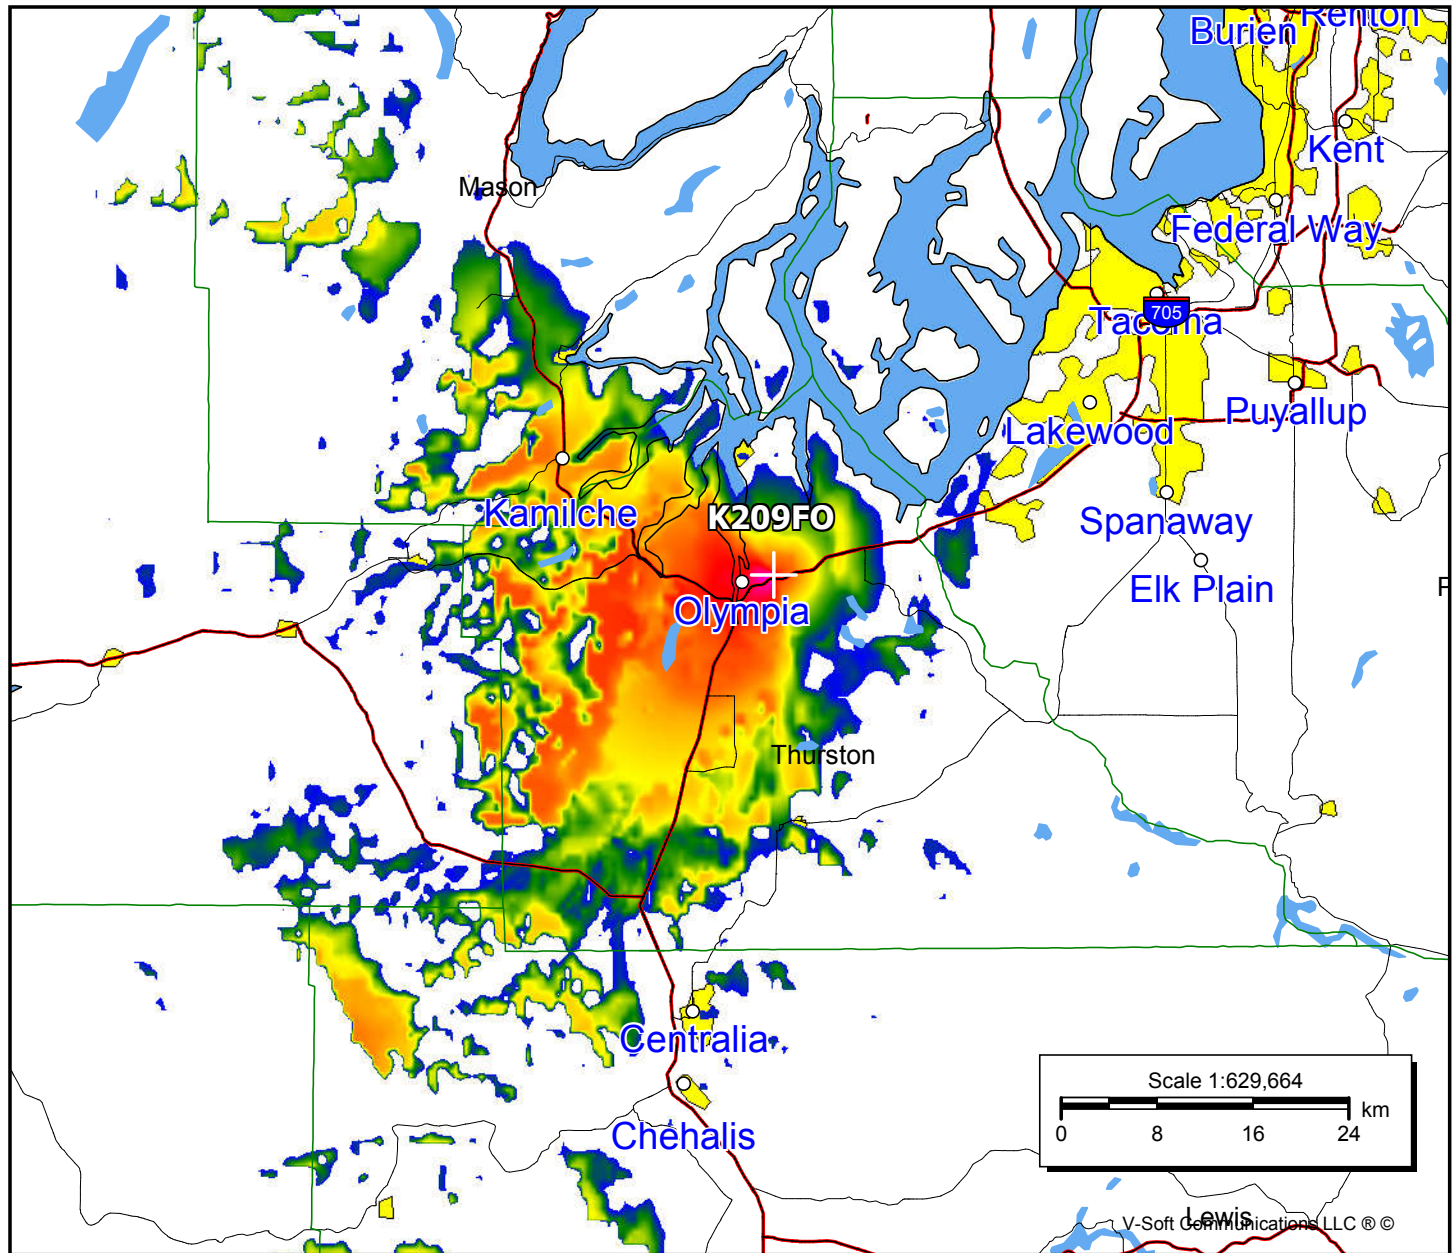 Burien
Renton
Kent
Mason
Federal Way
705
Tacoma
Puyallup
Lakewood
Kamilche
K209FO
Spanaway
Elk Plain
Olympia
Thurston
Centralia
Chehalis
Scale 1:629,664
km
0 8 16 24
Lewis
V-Soft Communications LLC ® ©